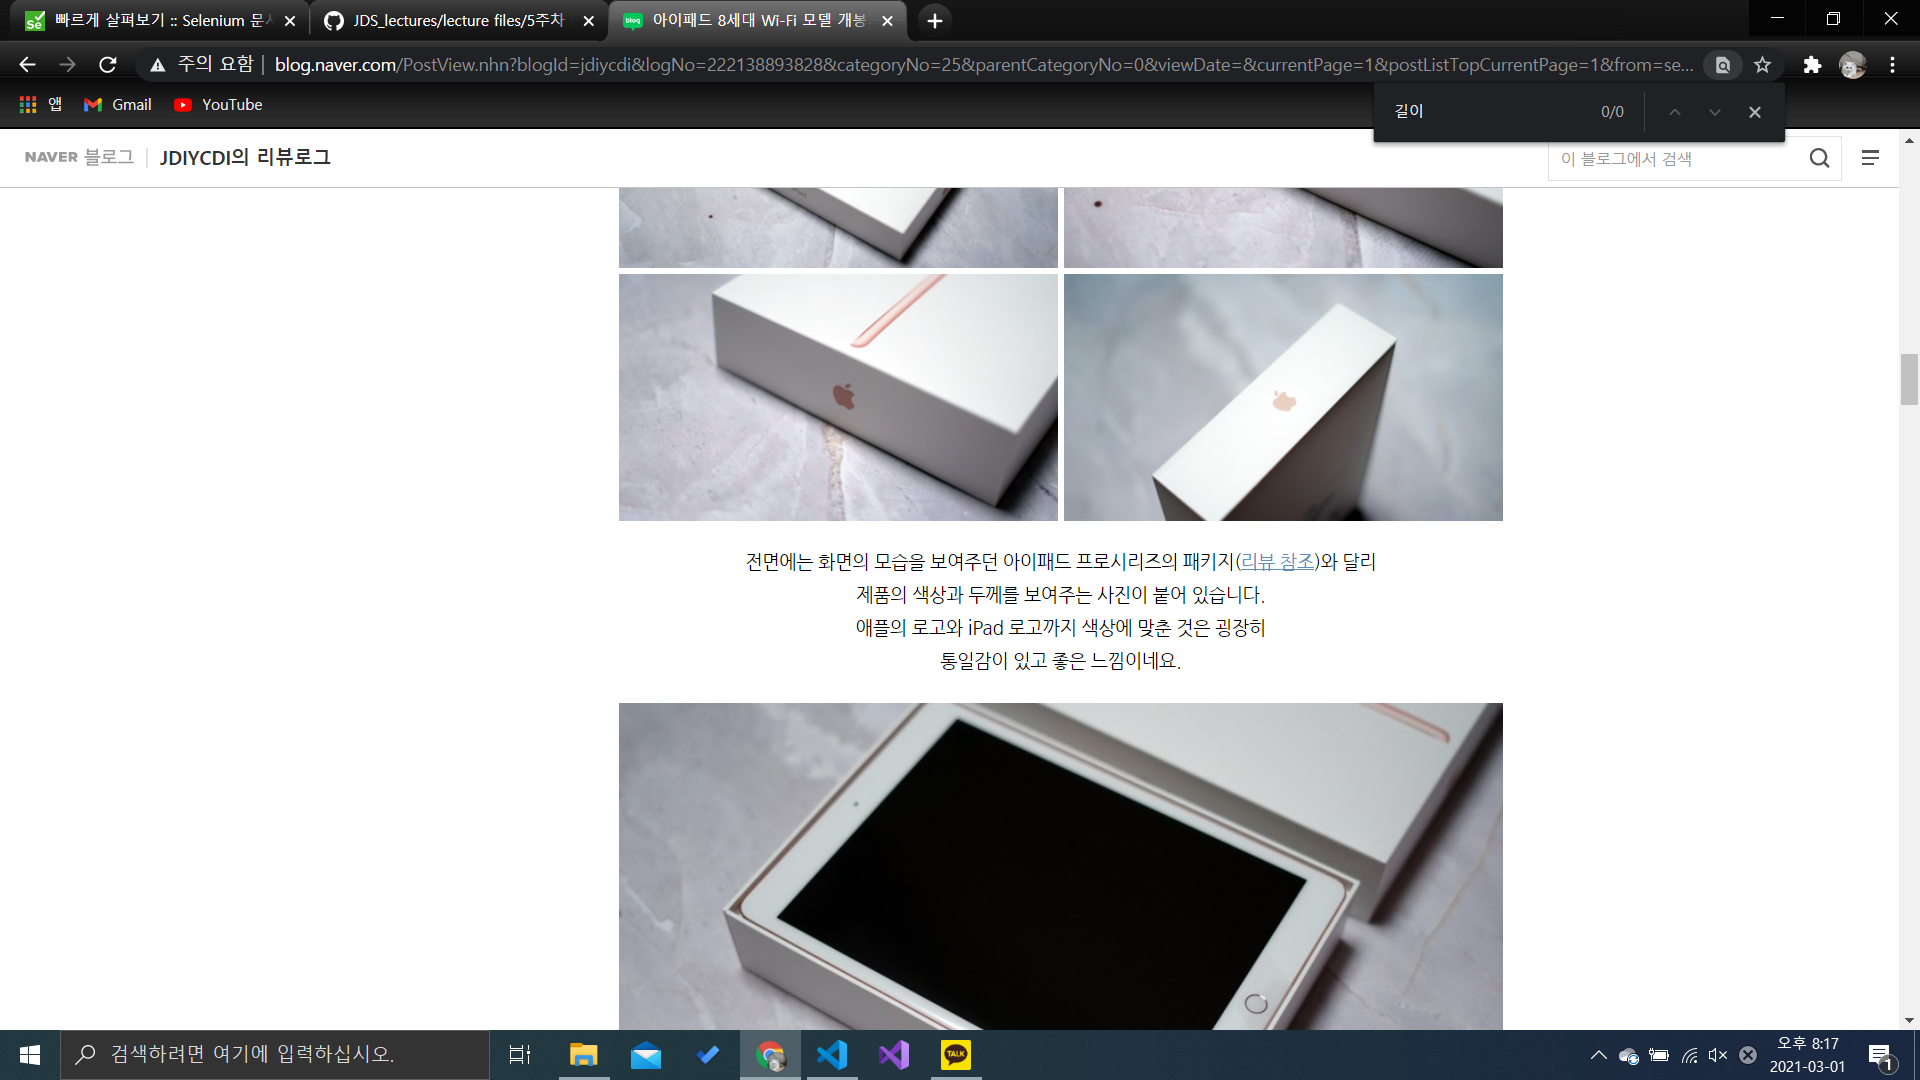 빠르게 살펴보기 :: Selenium 문서
JDS_lectures/lecture files/5주차
아이패드 8세대 Wi-Fi 모델 개봉
주의 요함
blog.naver.com/PostView.nhn?blogId=jdiycdi&logNo=222138893828&categoryNo=25&parentCategoryNo=0&viewDate=&currentPage=1&postListTopCurrentPage=1&from=se...
앱
Gmail
YouTube
길이
0/0
NAVER 블로그
JDIYCDI의 리뷰로그
이 블로그에서 검색
전면에는 화면의 모습을 보여주던 아이패드 프로시리즈의 패키지(리뷰 참조)와 달리
제품의 색상과 두께를 보여주는 사진이 붙어 있습니다.
애플의 로고와 iPad 로고까지 색상에 맞춘 것은 굉장히
통일감이 있고 좋은 느낌이네요.
검색하려면 여기에 입력하십시오.
TALK
오후 8:17
2021-03-01
1